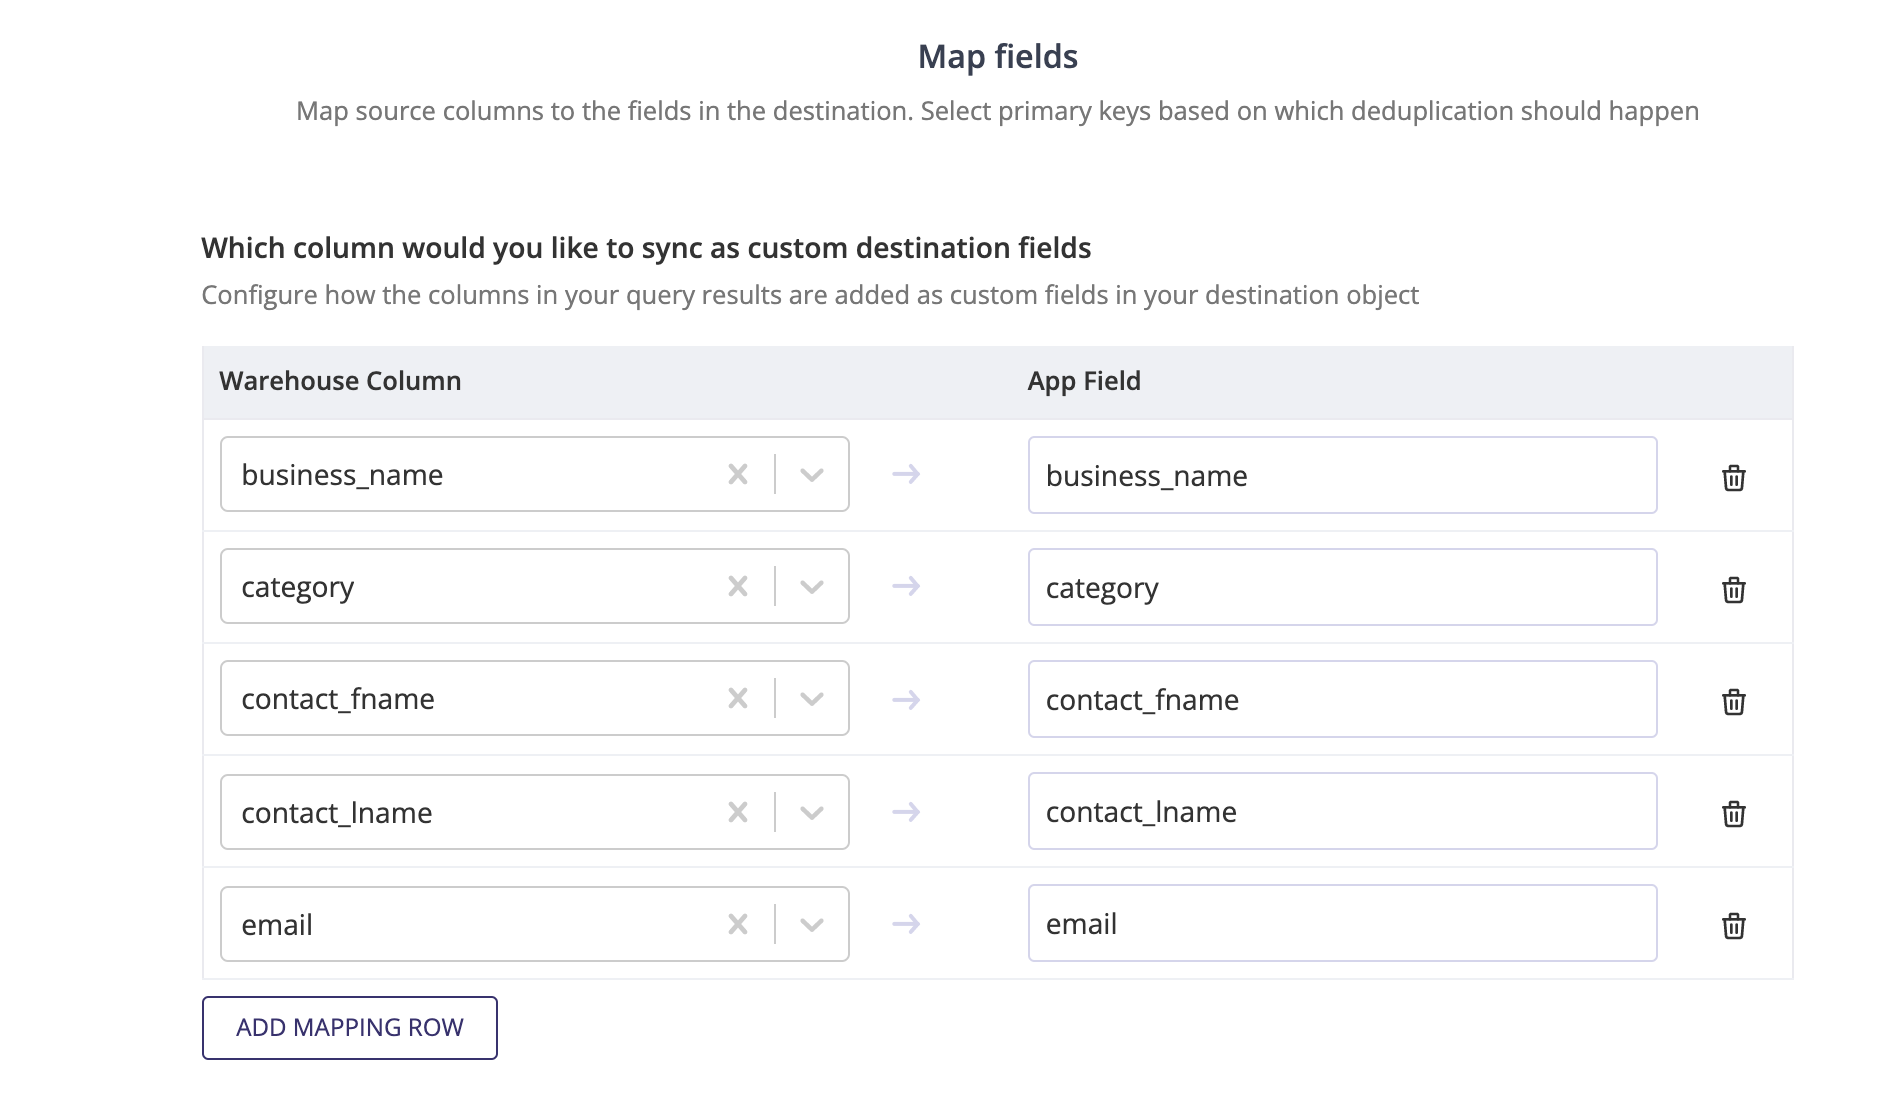 Map fields
Map source columns to the fields in the destination. Select primary keys based on which deduplication should happen
Which column would you like to sync as custom destination fields
Configure how the columns in your query results are added as custom fields in your destination object
Warehouse Column App Field
business_name business_name
category category
contact_fname contact_fname
contact_lname contact_lname
email email
ADD MAPPING ROW